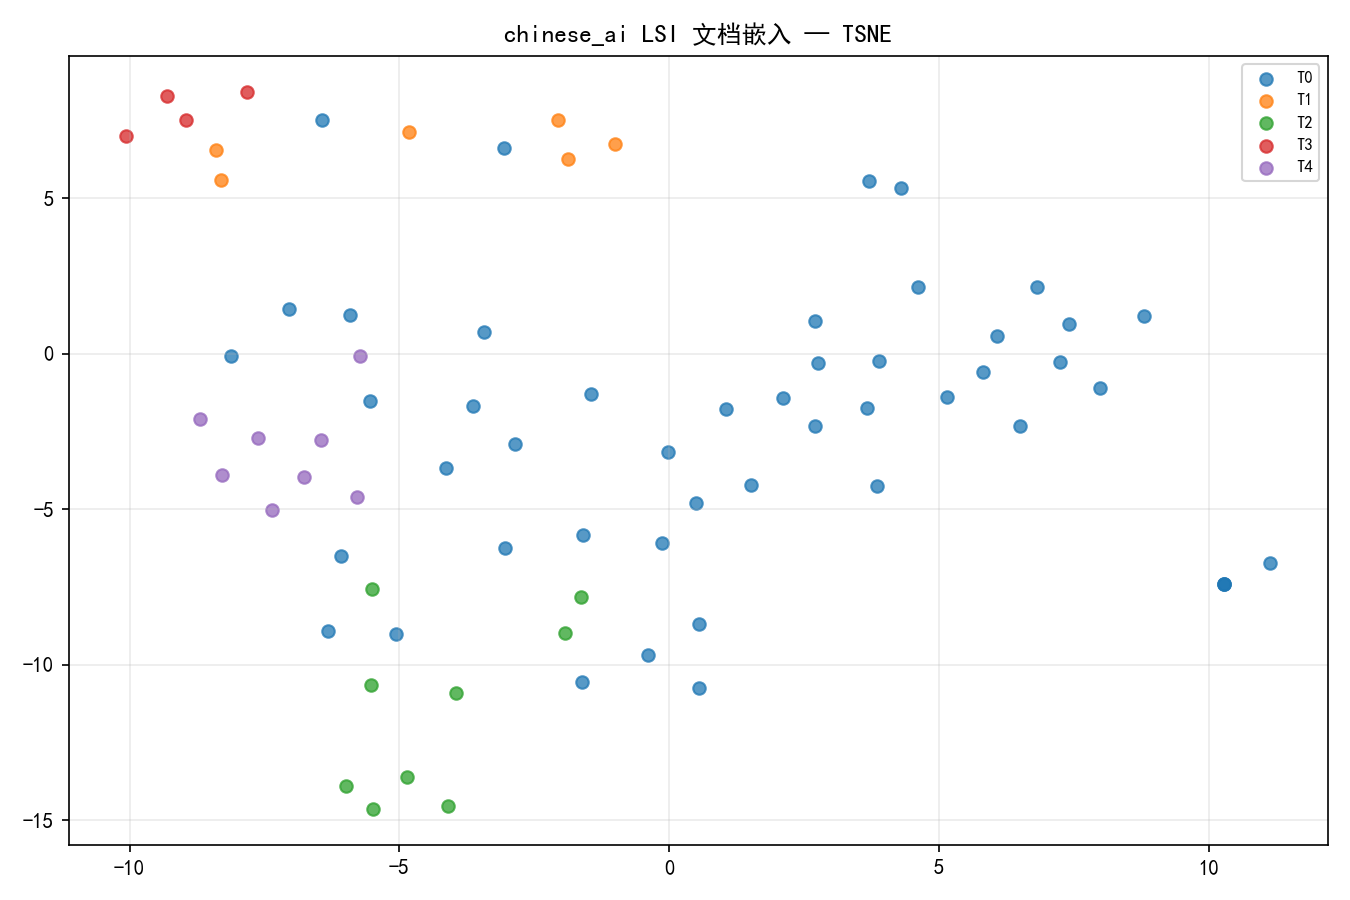 chinese_ai LSI 文档嵌入 — TSNE
T0
T1
T2
T3
T4
5
0
−5
−10
−15
−10 −5 0 5 10